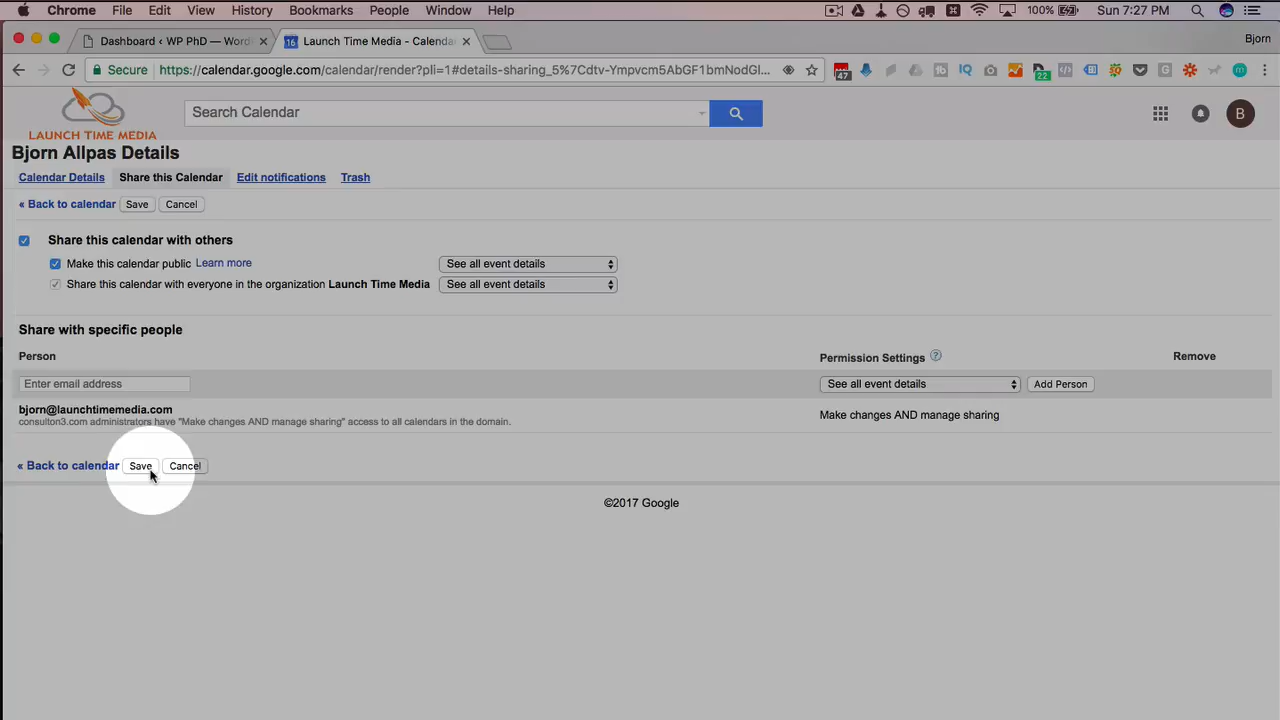 Chrome File Edit View History Bookmarks People Window Help 100% Sun 7:27 PM
Dashboard ‹ WP PhD — Word
16 Launch Time Media - Calenda
Bjorn
Secure https://calendar.google.com/calendar/render?pli=1#details-sharing_5%7Cdtv-Ympvcm5AbGF1bmNodGl...
47 22
LAUNCH TIME MEDIA
Search Calendar
B
Bjorn Allpas Details
Calendar Details Share this Calendar Edit notifications Trash
« Back to calendar Save Cancel
Share this calendar with others
Make this calendar public Learn more See all event details
Share this calendar with everyone in the organization Launch Time Media See all event details
Share with specific people
Person Permission Settings ? Remove
Enter email address See all event details Add Person
bjorn@launchtimemedia.com
consulton3.com administrators have "Make changes AND manage sharing" access to all calendars in the domain.
Make changes AND manage sharing
« Back to calendar Save Cancel
©2017 Google